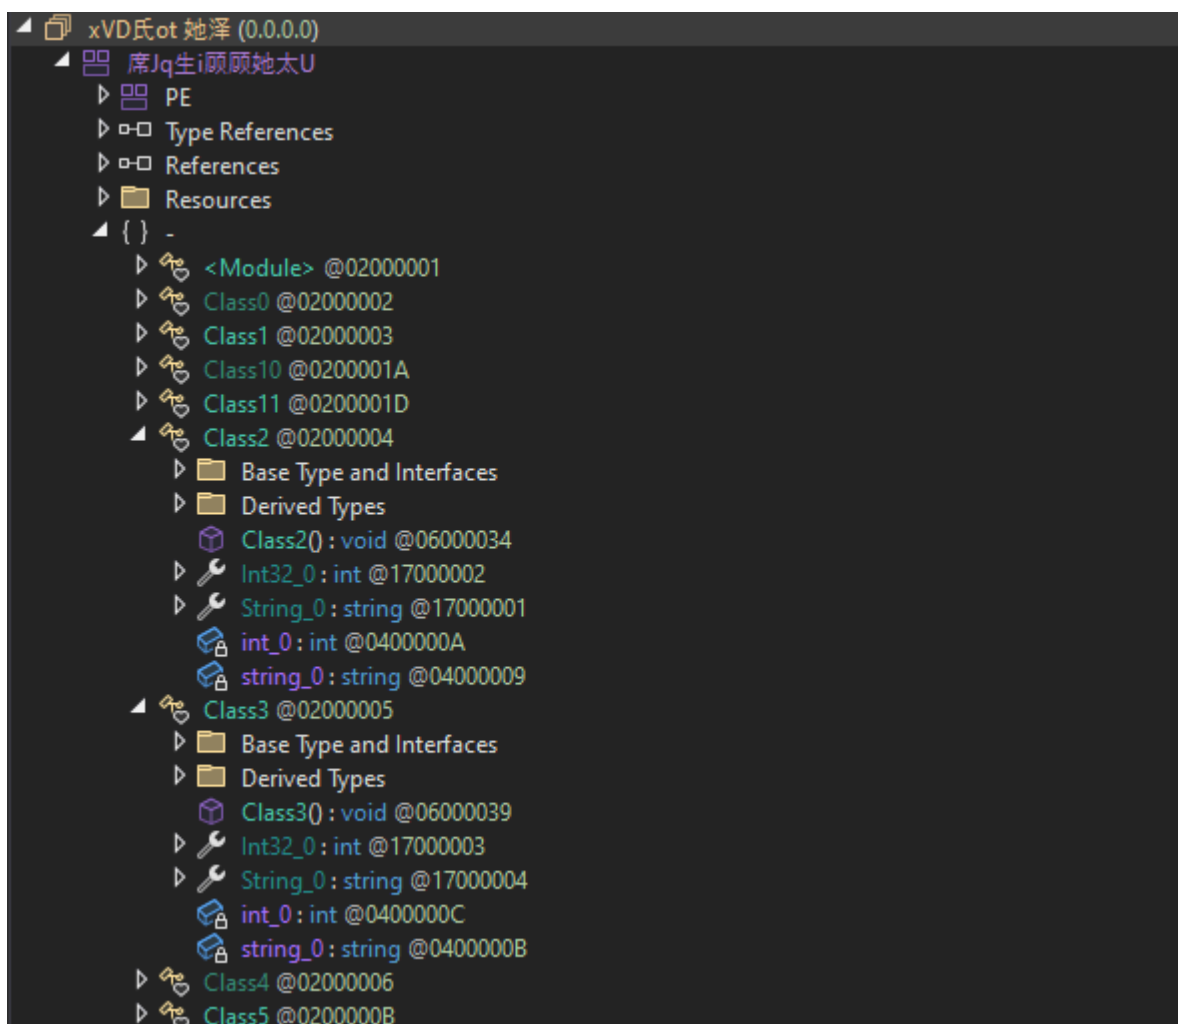 xVD氏ot 她泽 (0.0.0.0)
席Jq生i顾顾她太U
PE
Type References
References
Resources
{ } -
<Module> @02000001
Class0 @02000002
Class1 @02000003
Class10 @0200001A
Class11 @0200001D
Class2 @02000004
Base Type and Interfaces
Derived Types
Class2() : void @06000034
Int32_0 : int @17000002
String_0 : string @17000001
int_0 : int @0400000A
string_0 : string @04000009
Class3 @02000005
Base Type and Interfaces
Derived Types
Class3() : void @06000039
Int32_0 : int @17000003
String_0 : string @17000004
int_0 : int @0400000C
string_0 : string @0400000B
Class4 @02000006
Class5 @0200000B